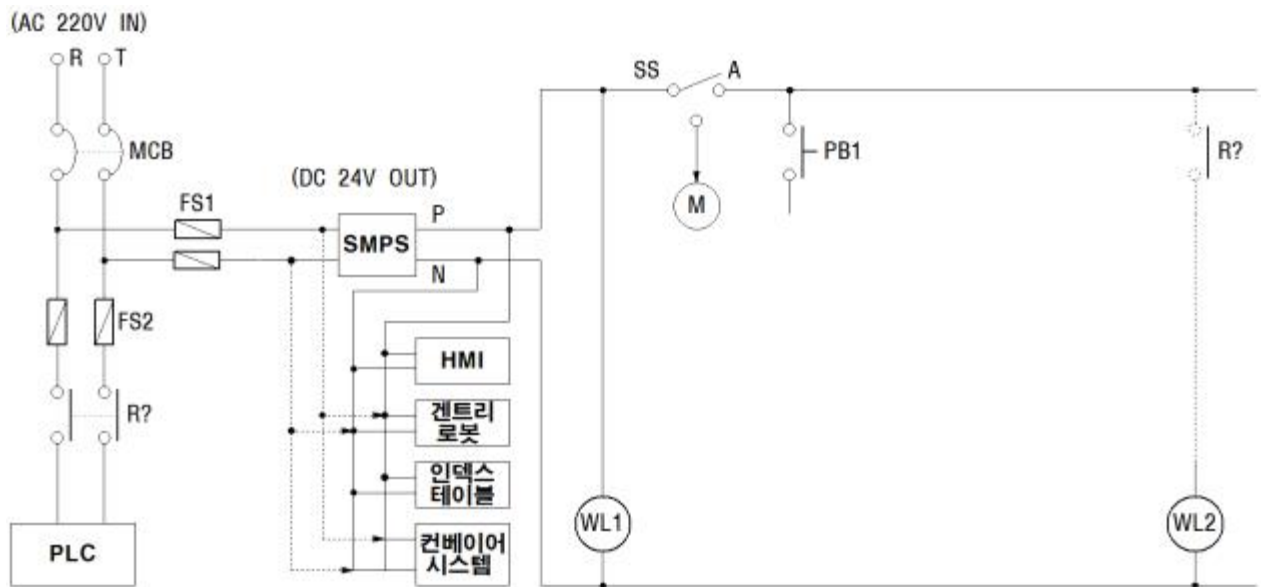 (AC 220V IN)
R T
MCB
FS1
(DC 24V OUT)
P
SMPS
N
FS2
R?
PLC
HMI
겐트리
로봇
인덱스
테이블
컨베이어
시스템
SS A
M
PB1
R?
WL1
WL2